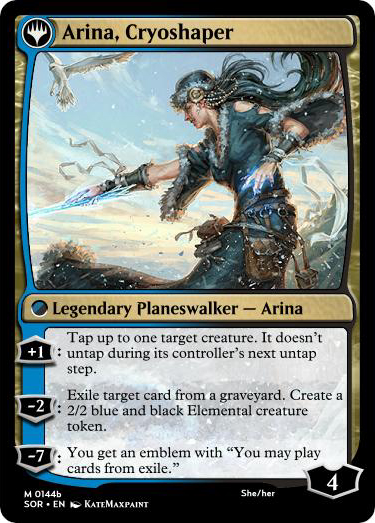 Arina, Cryoshaper
Legendary Planeswalker — Arina
+1: Tap up to one target creature. It doesn't
untap during its controller's next untap
step.
-2: Exile target card from a graveyard. Create a
2/2 blue and black Elemental creature
token.
-7: You get an emblem with “You may play
cards from exile.”
4
M 0144b
She/her
SOR • EN KateMaxpaint